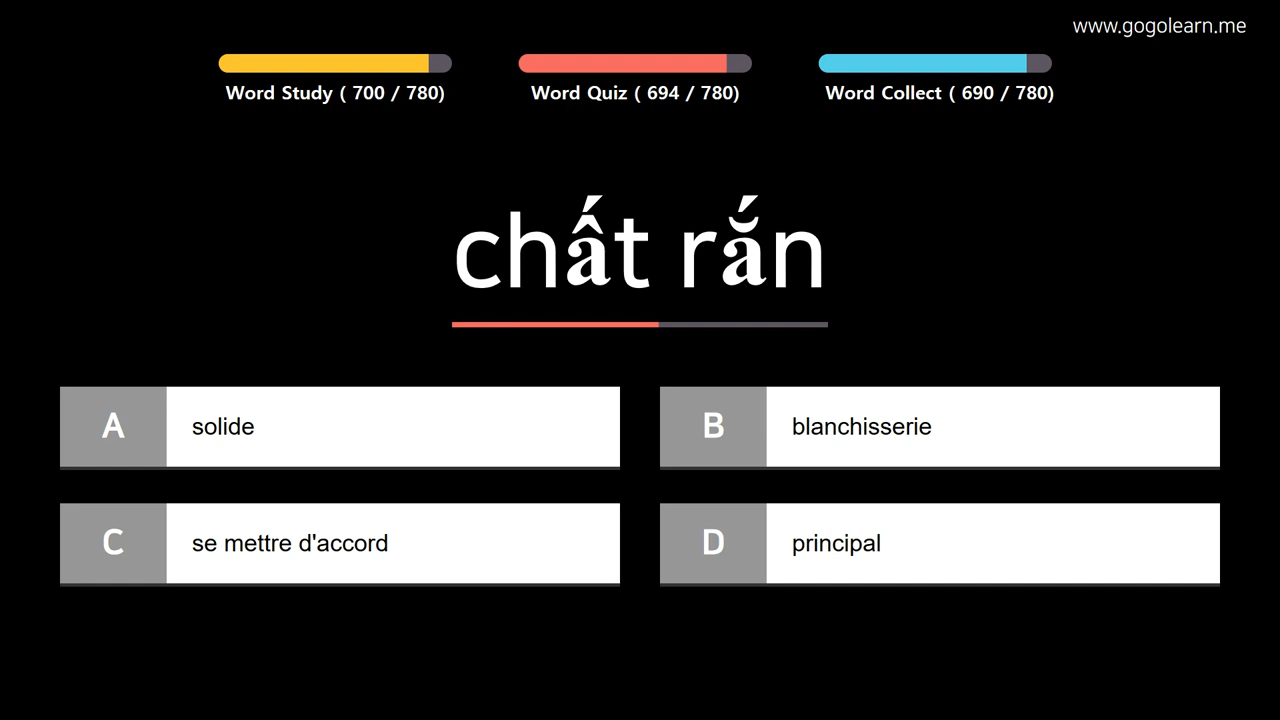 www.gogolearn.me
Word Study ( 700 / 780)
Word Quiz ( 694 / 780)
Word Collect ( 690 / 780)
chất rắn
A
solide
B
blanchisserie
C
se mettre d'accord
D
principal